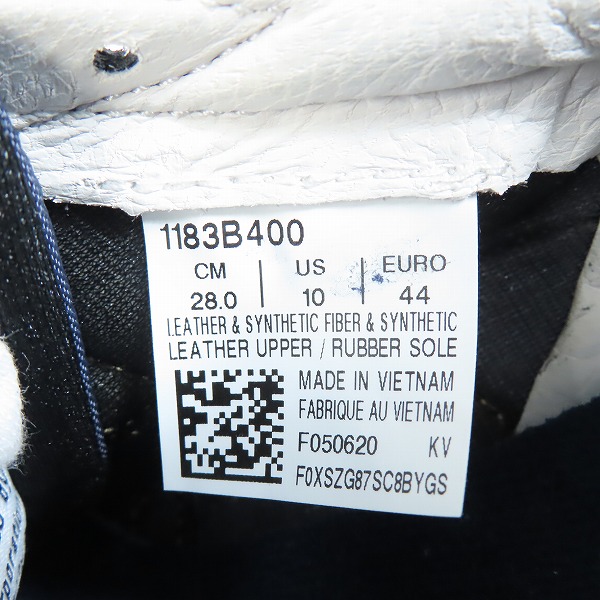 1183B400
CM | US | EURO
28.0 | 10 | 44
LEATHER & SYNTHETIC FIBER & SYNTHETIC
LEATHER UPPER / RUBBER SOLE
MADE IN VIETNAM
FABRIQUE AU VIETNAM
F050620 KV
F0XSZG87SC8BYGS